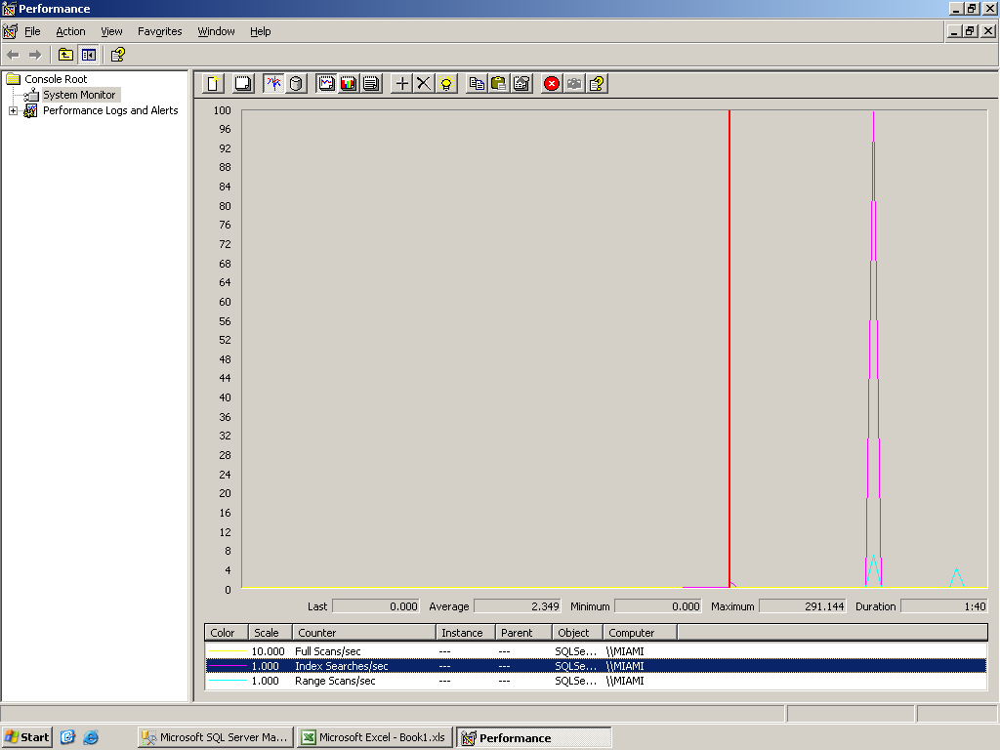 Performance
File Action View Favorites Window Help
Console Root
System Monitor
Performance Logs and Alerts
100
96
92
88
84
80
76
72
68
64
60
56
52
48
44
40
36
32
28
24
20
16
12
8
4
0
Last 0.000 Average 2.349 Minimum 0.000 Maximum 291.144 Duration 1:40
Color Scale Counter Instance Parent Object Computer
10.000 Full Scans/sec --- --- SQLSe... \\MIAMI
1.000 Index Searches/sec --- --- SQLSe... \\MIAMI
1.000 Range Scans/sec --- --- SQLSe... \\MIAMI
Start Microsoft SQL Server Ma... Microsoft Excel - Book1.xls Performance